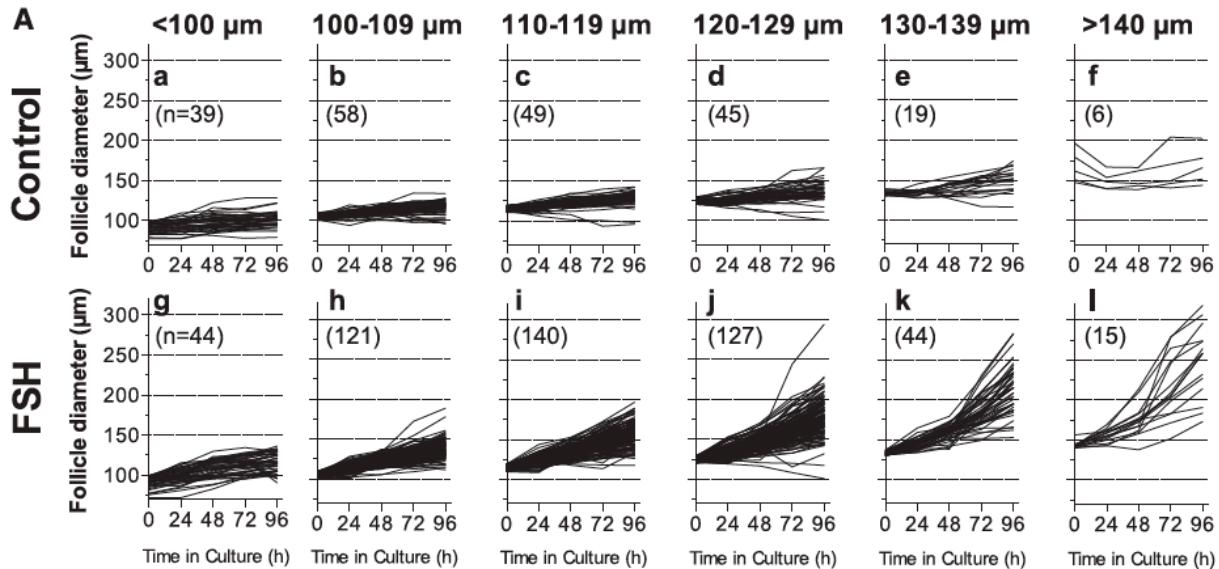 A <100 µm 100-109 µm 110-119 µm 120-129 µm 130-139 µm >140 µm
Control
Follicle diameter (µm)
300
250
200
150
100
a b c d e f
(n=39) (58) (49) (45) (19) (6)
0 24 48 72 96 0 24 48 72 96 0 24 48 72 96 0 24 48 72 96 0 24 48 72 96 0 24 48 72 96
FSH
Follicle diameter (µm)
300
250
200
150
100
g h i j k l
(n=44) (121) (140) (127) (44) (15)
0 24 48 72 96 0 24 48 72 96 0 24 48 72 96 0 24 48 72 96 0 24 48 72 96 0 24 48 72 96
Time in Culture (h) Time in Culture (h) Time in Culture (h) Time in Culture (h) Time in Culture (h) Time in Culture (h)